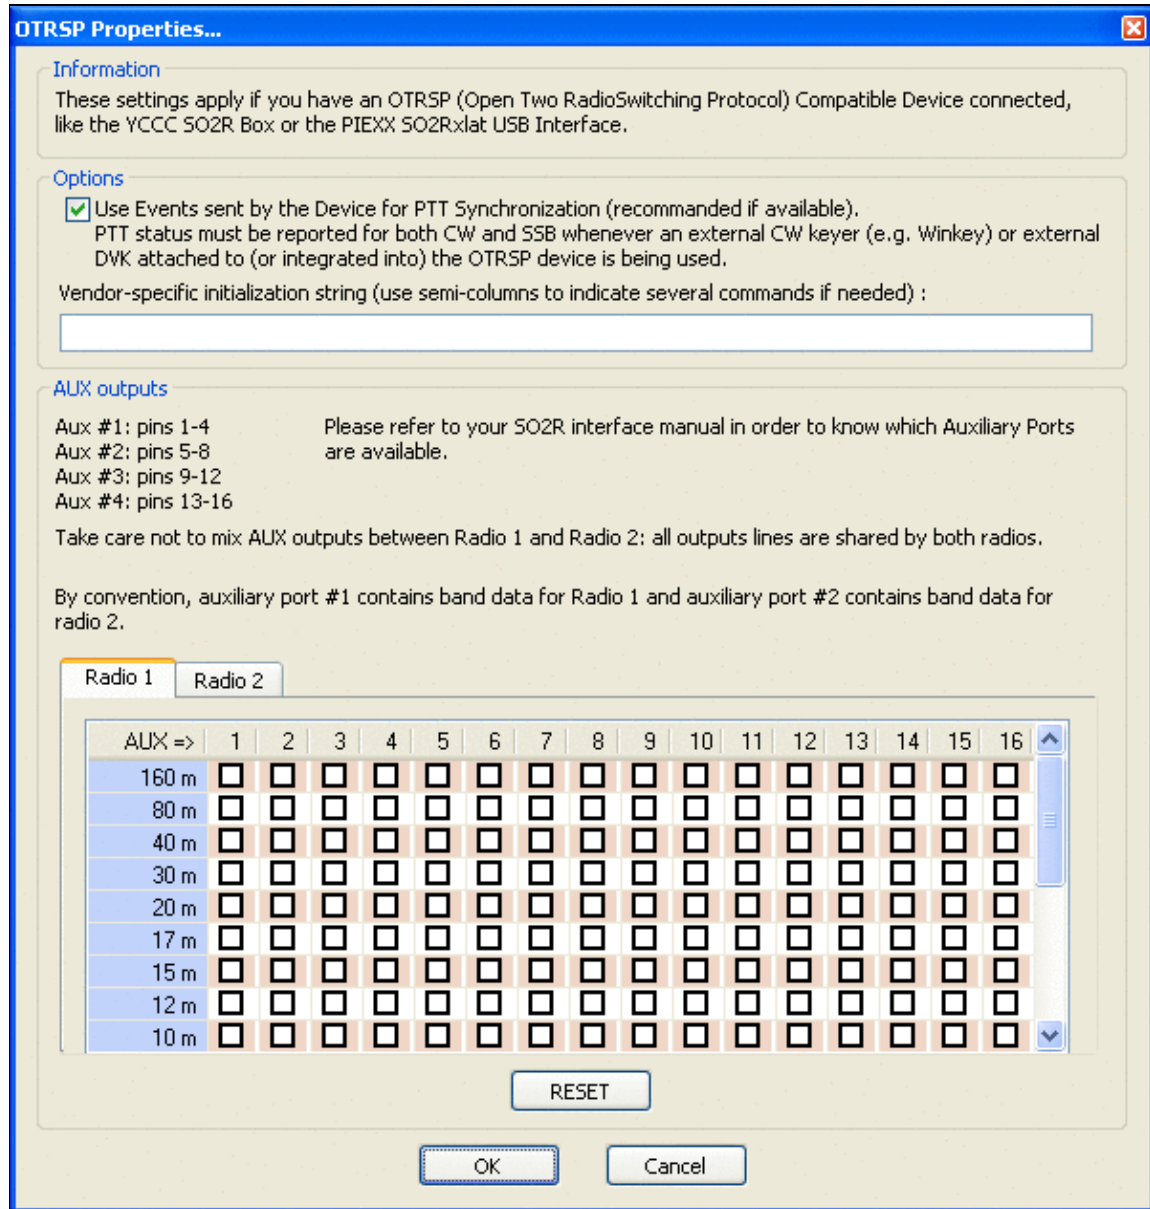 OTRSP Properties...
Information
These settings apply if you have an OTRSP (Open Two RadioSwitching Protocol) Compatible Device connected,
like the YCCC SO2R Box or the PIEXX SO2Rxlat USB Interface.
Options
Use Events sent by the Device for PTT Synchronization (recommanded if available).
PTT status must be reported for both CW and SSB whenever an external CW keyer (e.g. Winkey) or external
DVK attached to (or integrated into) the OTRSP device is being used.
Vendor-specific initialization string (use semi-columns to indicate several commands if needed) :
AUX outputs
Aux #1: pins 1-4
Aux #2: pins 5-8
Aux #3: pins 9-12
Aux #4: pins 13-16
Please refer to your SO2R interface manual in order to know which Auxiliary Ports
are available.
Take care not to mix AUX outputs between Radio 1 and Radio 2: all outputs lines are shared by both radios.
By convention, auxiliary port #1 contains band data for Radio 1 and auxiliary port #2 contains band data for
radio 2.
Radio 1 Radio 2
AUX => 1 2 3 4 5 6 7 8 9 10 11 12 13 14 15 16
160 m
80 m
40 m
30 m
20 m
17 m
15 m
12 m
10 m
RESET
OK Cancel